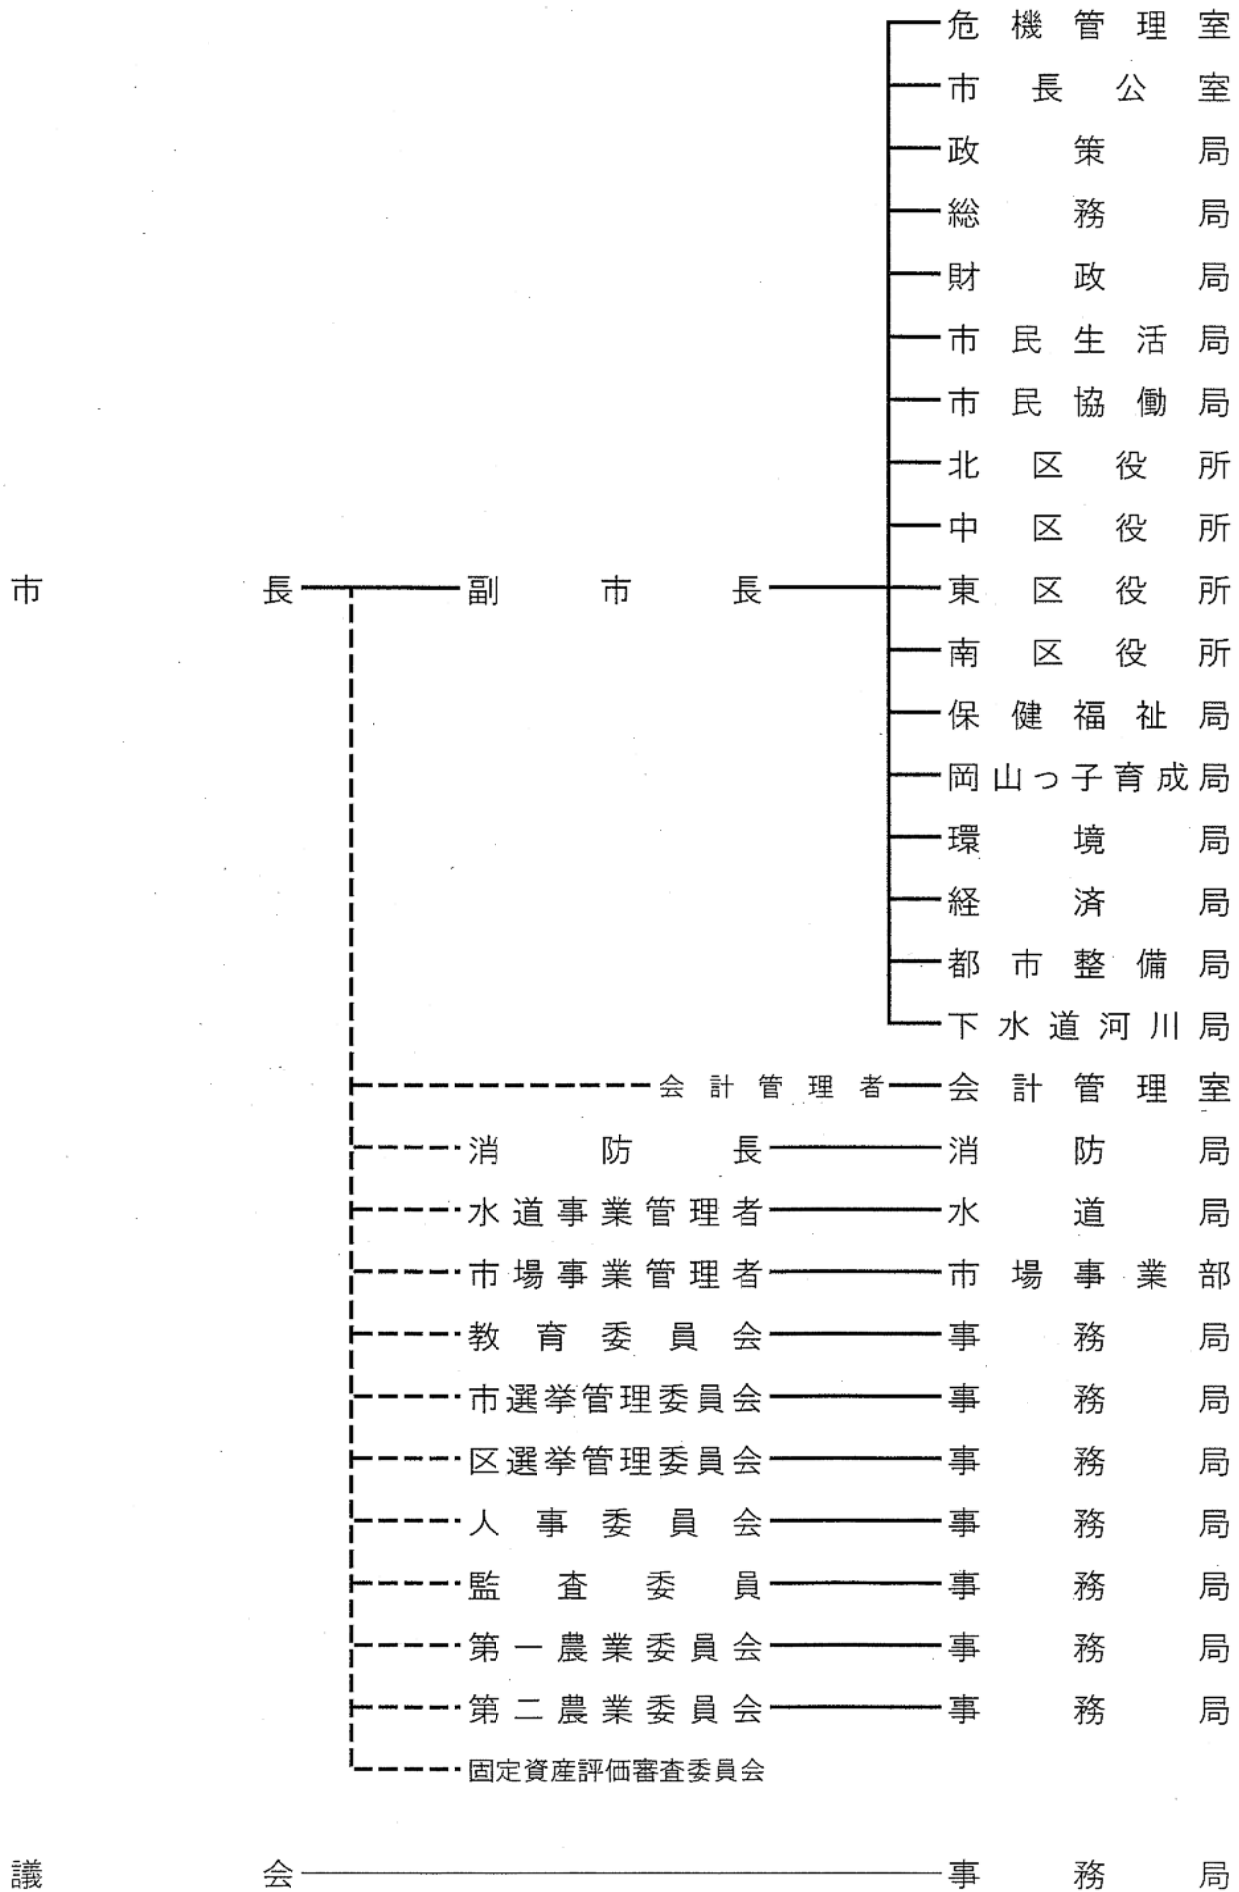 危機管理室
市長公室
政策局
総務局
財政局
市民生活局
市民協働局
北区役所
中区役所
市長 副市長 東区役所
南区役所
保健福祉局
岡山っ子育成局
環境局
経済局
都市整備局
下水道河川局
会計管理者 会計管理室
消防長 消防局
水道事業管理者 水道局
市場事業管理者 市場事業部
教育委員会 事務局
市選挙管理委員会 事務局
区選挙管理委員会 事務局
人事委員会 事務局
監査委員 事務局
第一農業委員会 事務局
第二農業委員会 事務局
固定資産評価審査委員会
議会 事務局